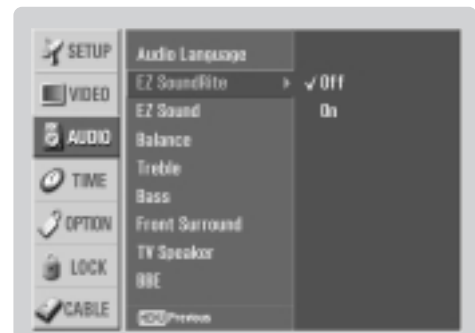 SETUP
VIDEO
AUDIO
TIME
OPTION
LOCK
CABLE
Audio Language
EZ SoundRite
EZ Sound
Balance
Treble
Bass
Front Surround
TV Speaker
BBE
Previous
✓ Off
On